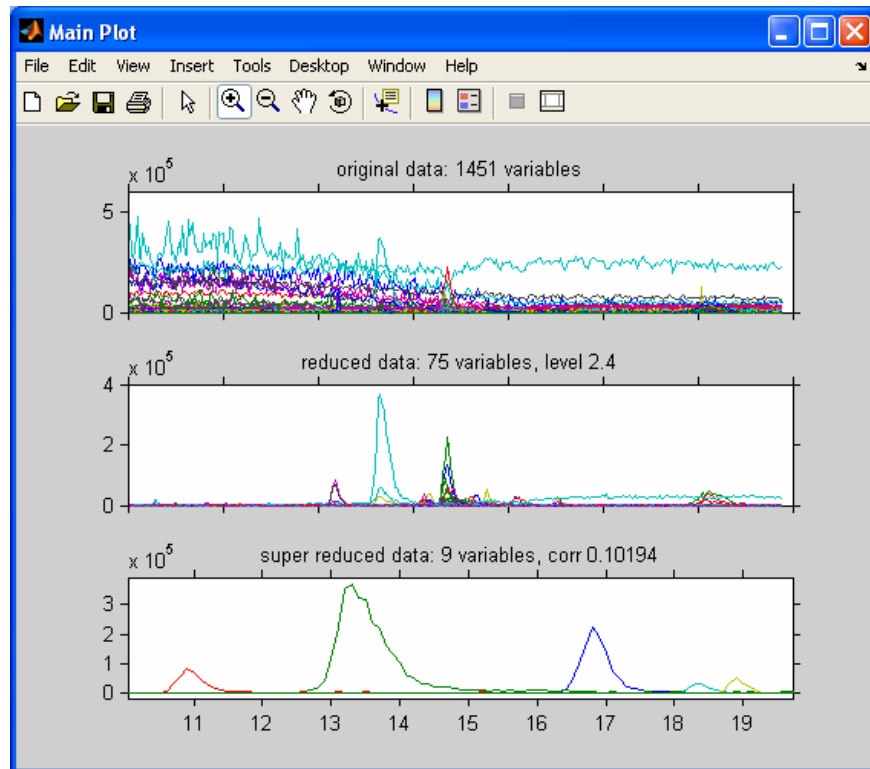 Main Plot
File Edit View Insert Tools Desktop Window Help
x 10^5
original data: 1451 variables
5
0
x 10^5
reduced data: 75 variables, level 2.4
4
2
0
x 10^5
super reduced data: 9 variables, corr 0.10194
3
2
1
0
11 12 13 14 15 16 17 18 19